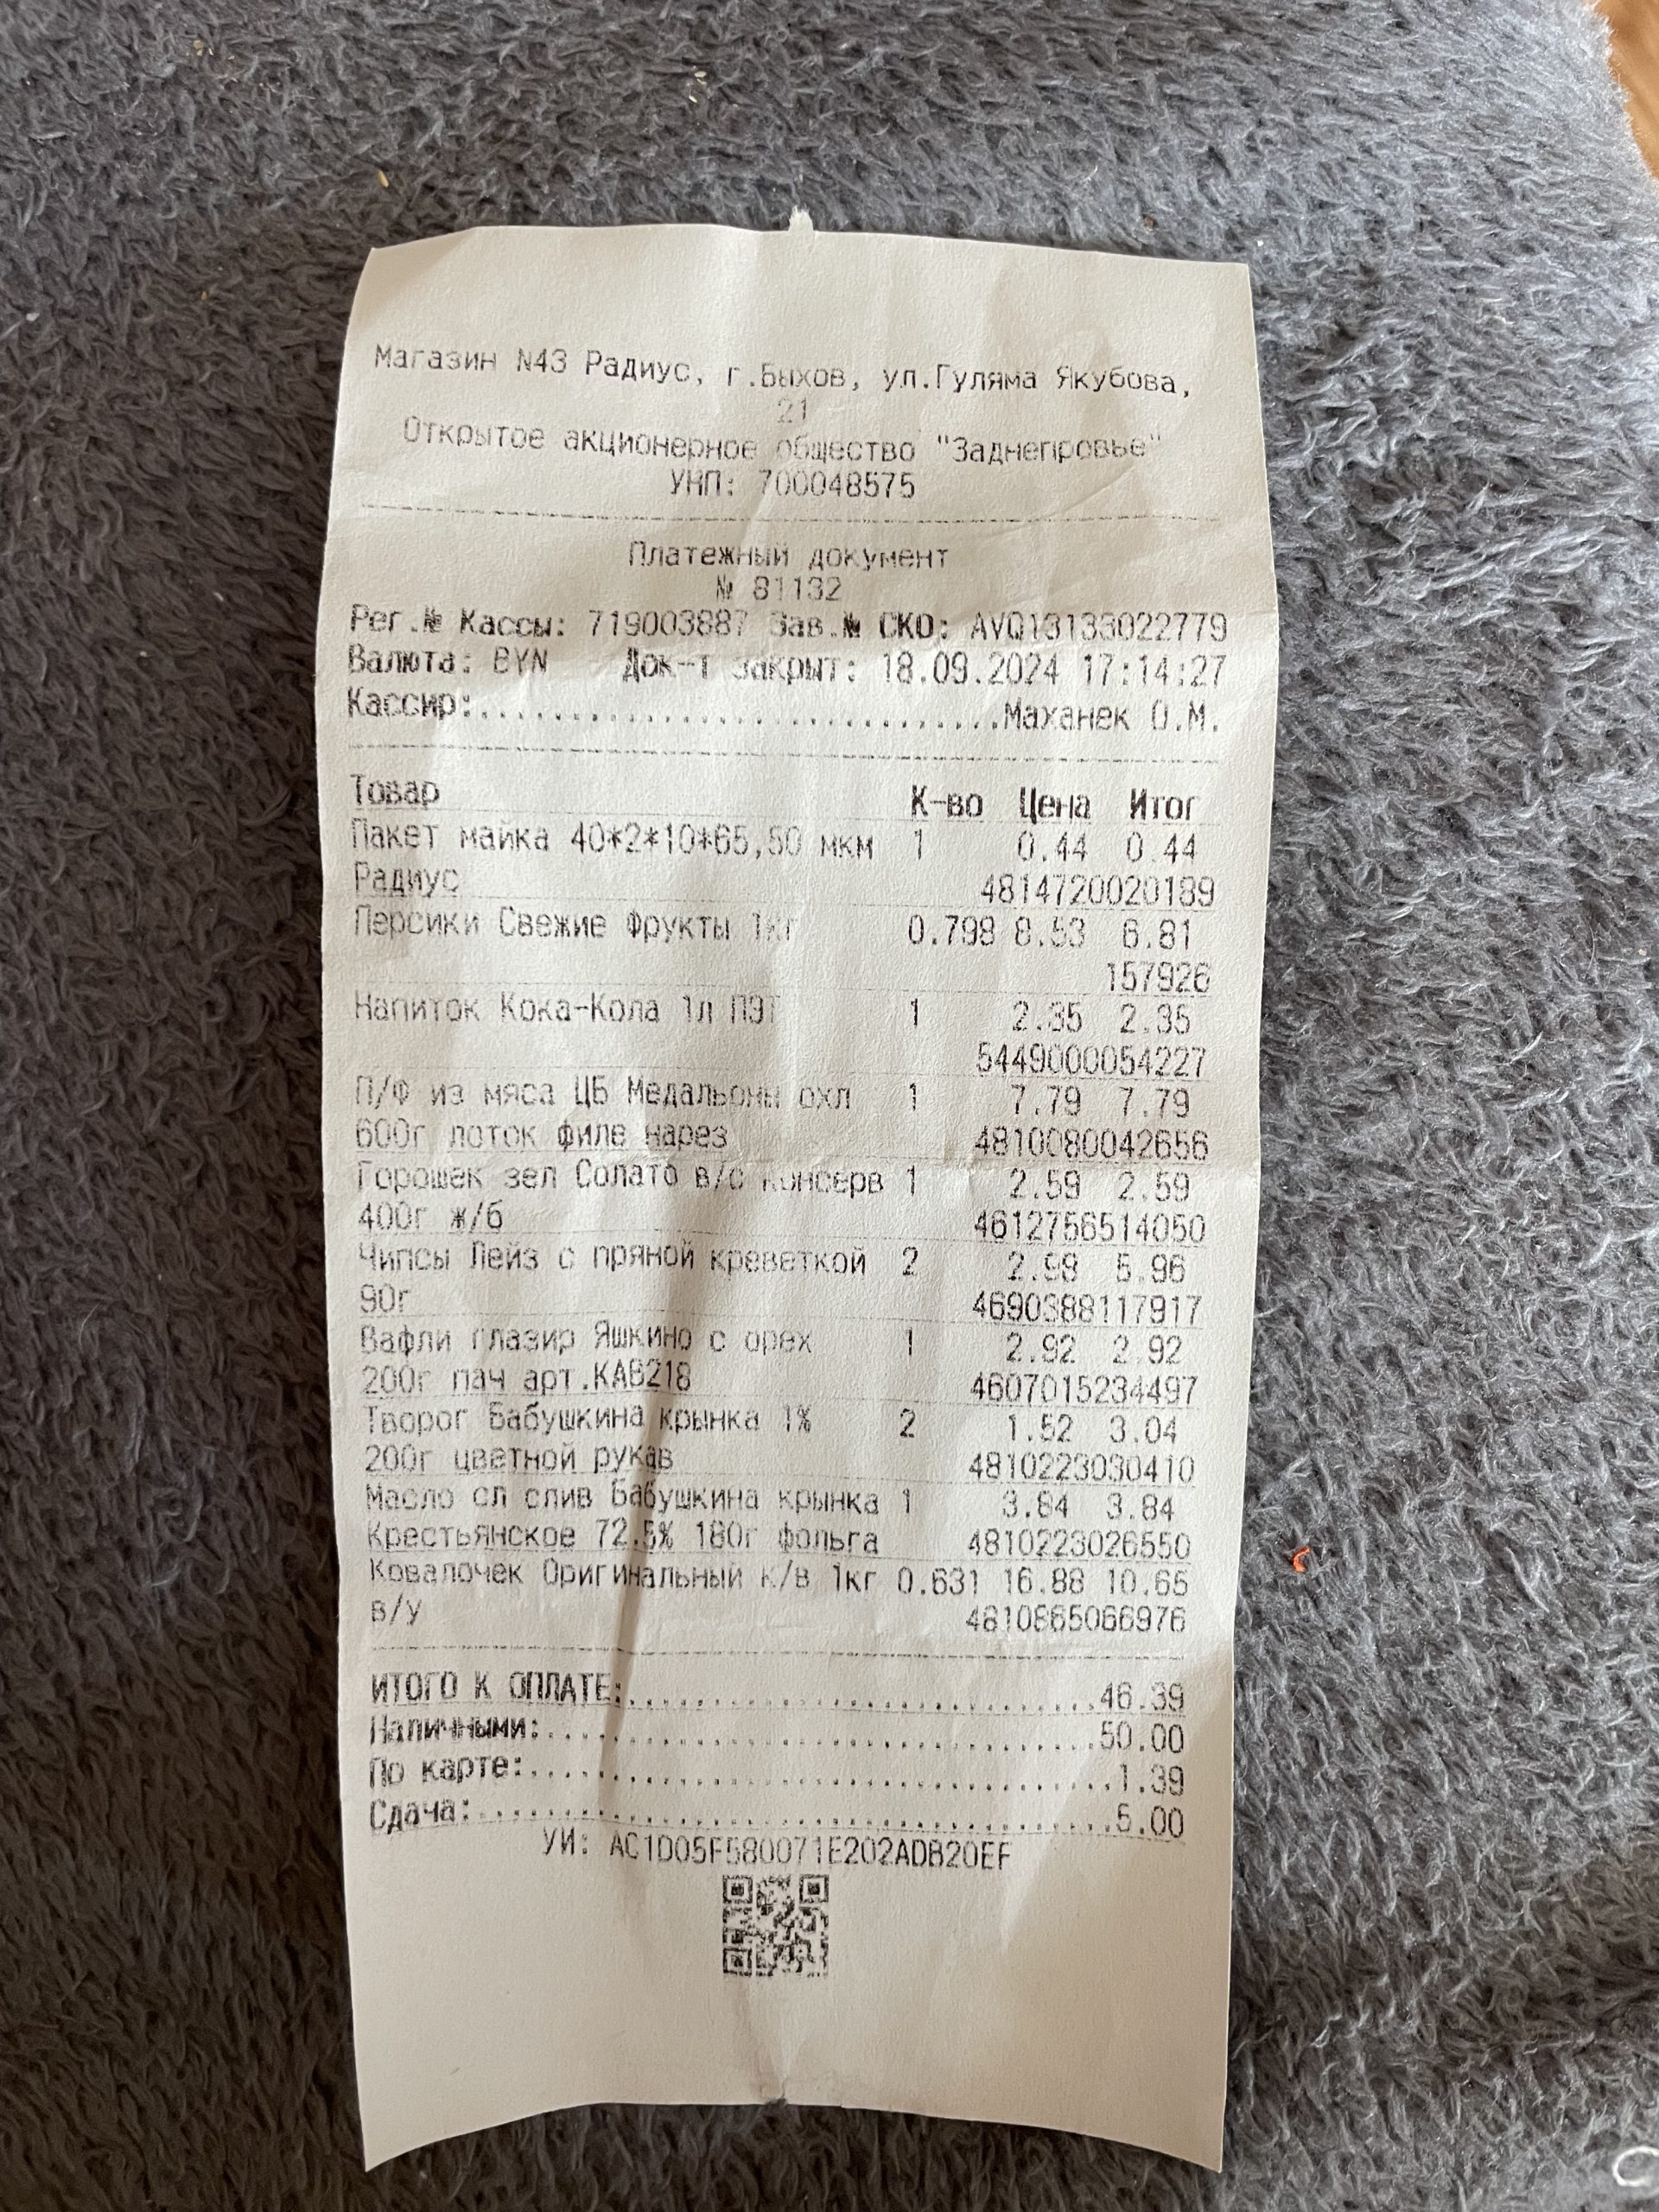 Магазин N43 Радиус, г.Быхов, ул.Гуляма Якубова,
21
Открытое акционерное общество "Заднепровье"
УНП: 700048575
Платежный документ
№ 81132
Рег.№ Кассы: 719003887 Зав.№ СКО: AVQ13133022779
Валюта: BYN Док-т закрыт: 18.09.2024 17:14:27
Кассир:..............................Маханек О.М.
Товар К-во Цена Итог
Пакет майка 40*2*10*65,50 мкм 1 0.44 0.44
Радиус 4814720020189
Персики Свежие Фрукты 1кг 0.798 8.53 6.81
157926
Напиток Кока-Кола 1л ПЭТ 1 2.35 2.35
5449000054227
П/Ф из мяса ЦБ Медальоны охл 1 7.79 7.79
600г лоток филе нарез 4810080042656
Горошек зел Солато в/с консерв 1 2.59 2.59
400г ж/б 4612756514050
Чипсы Лейз с пряной креветкой 2 2.98 5.96
90г 4690388117917
Вафли глазир Яшкино с орех 1 2.92 2.92
200г пач арт.КАВ218 4607015234497
Творог Бабушкина крынка 1% 2 1.52 3.04
200г цветной рукав 4810223030410
Масло сл слив Бабушкина крынка 1 3.84 3.84
Крестьянское 72.5% 180г фольга 4810223026550
Ковалочек Оригинальный к/в 1кг 0.631 16.88 10.65
в/у 4810865066976
ИТОГО К ОПЛАТЕ:...........................46.39
Наличными:................................50.00
По карте:..................................1.39
Сдача:.....................................5.00
УИ: AC1D05F580071E202ADB20EF